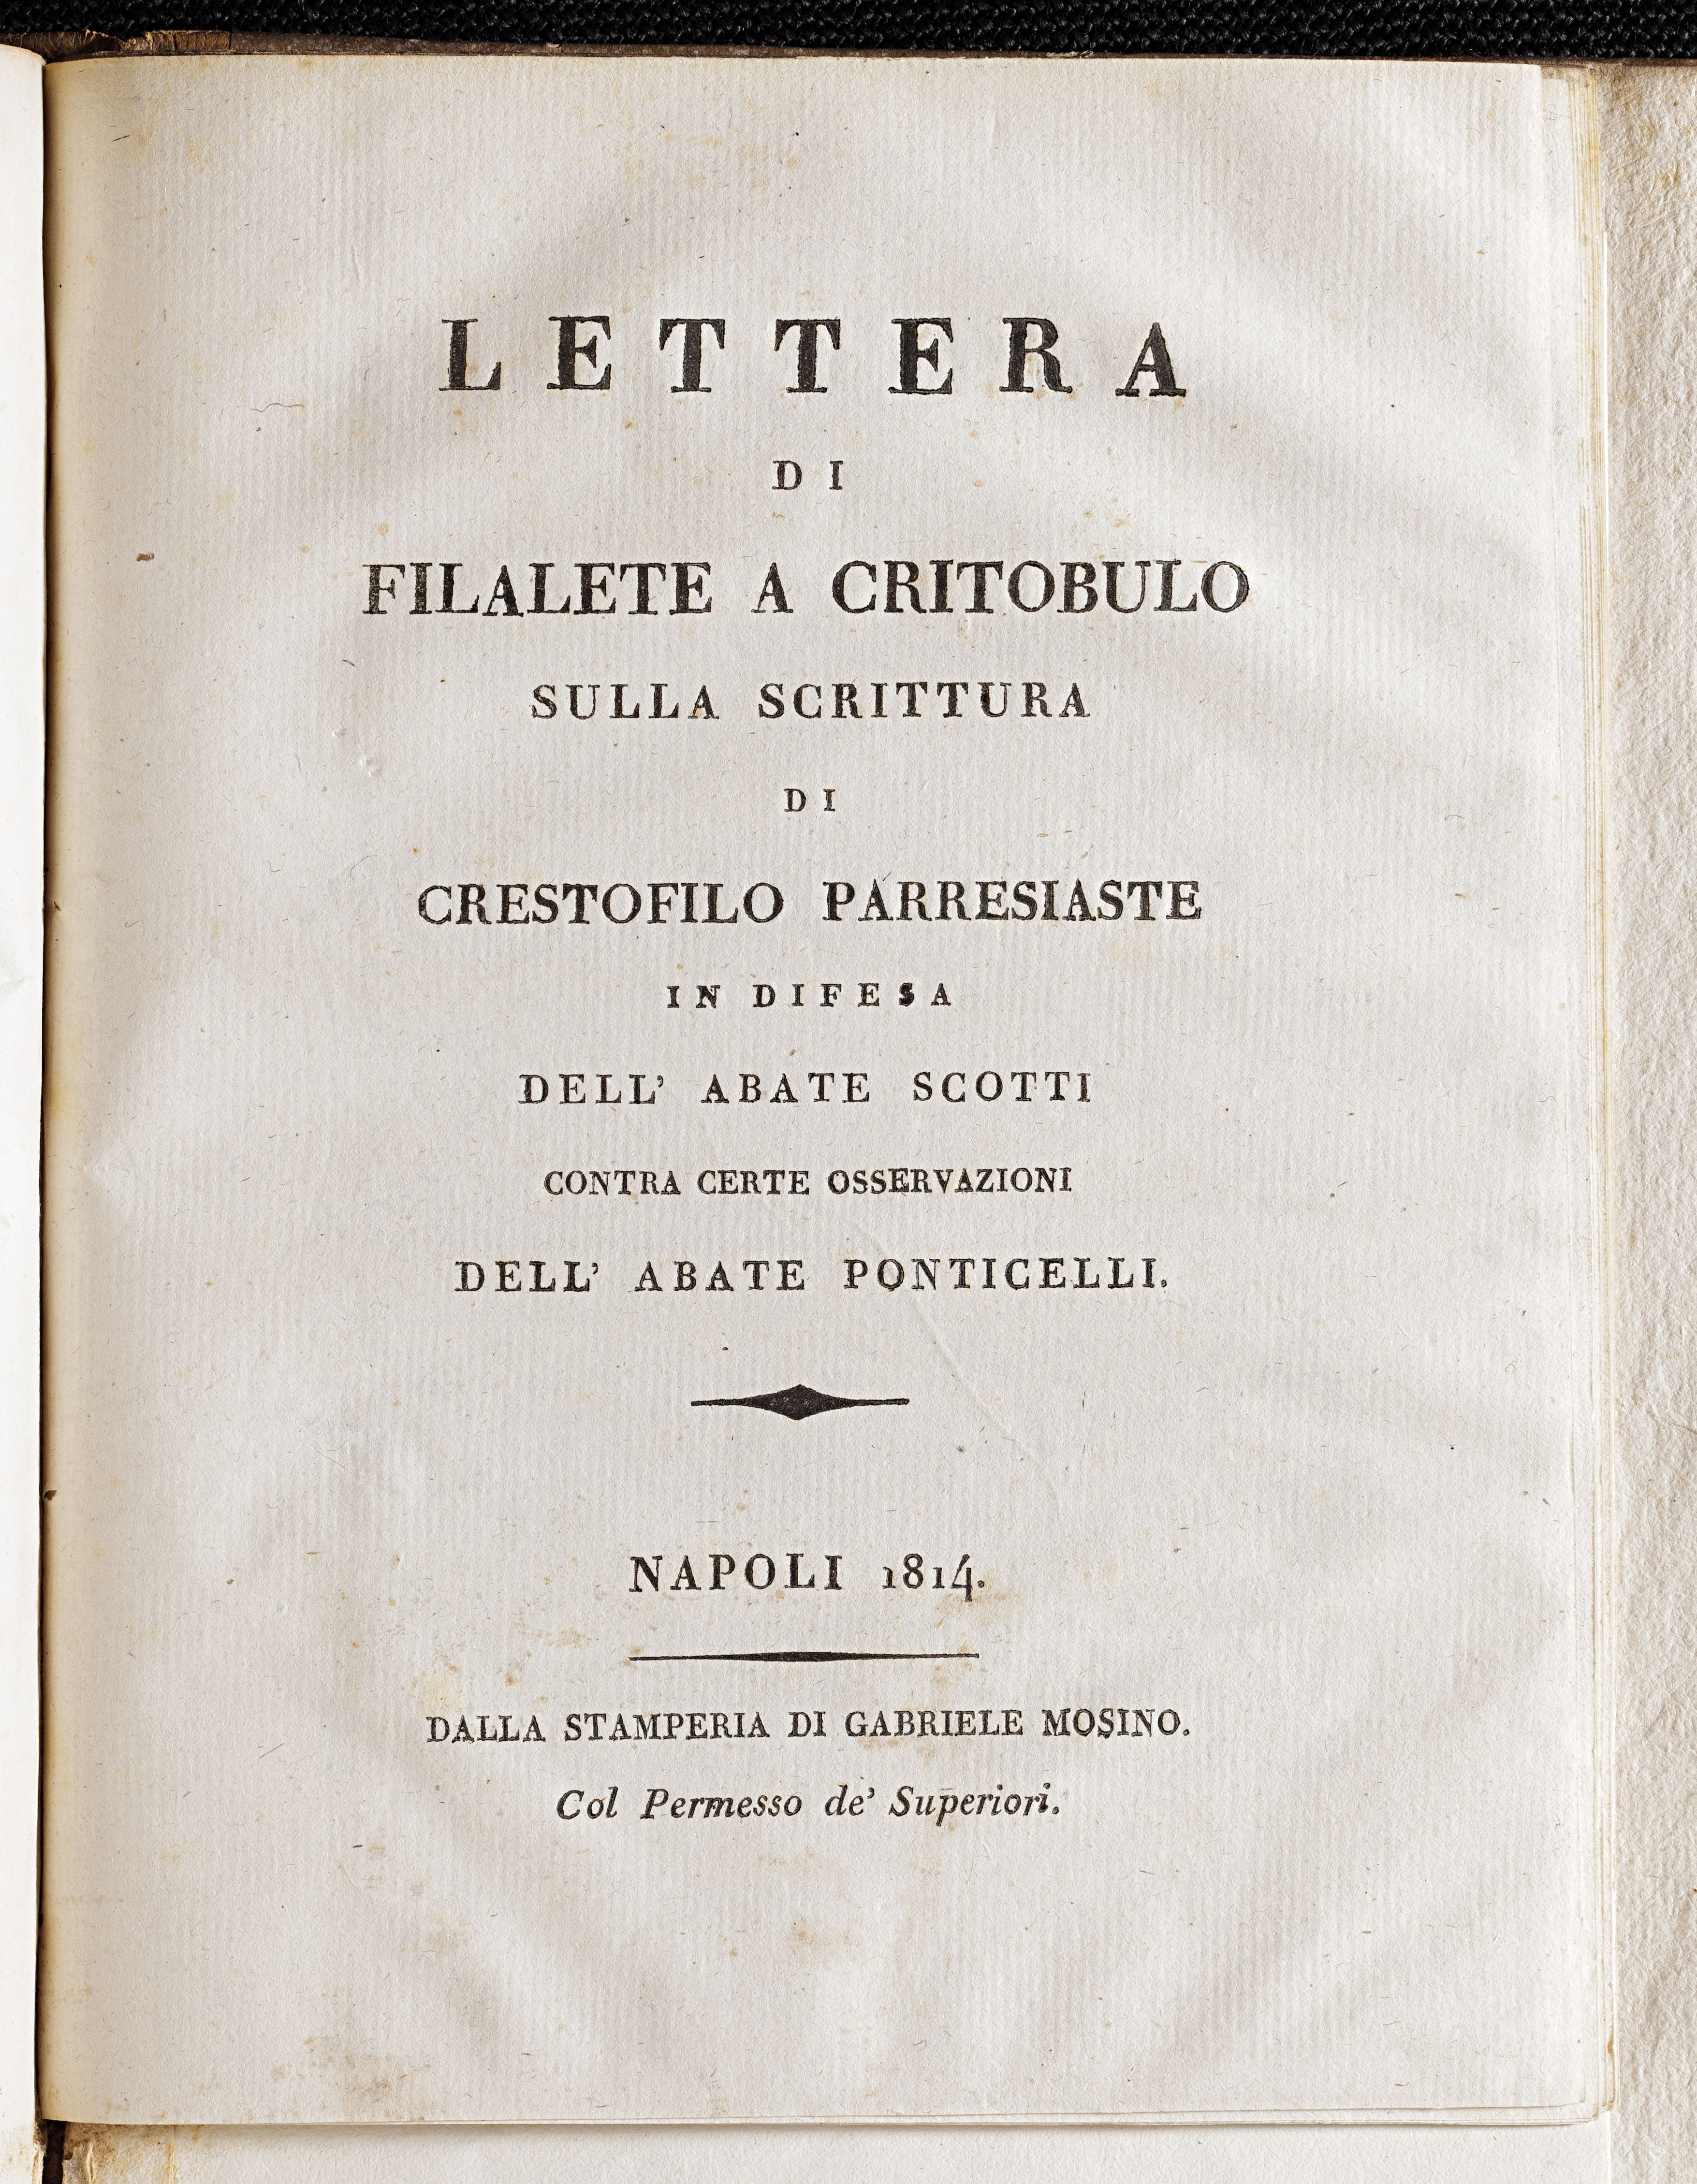 LETTERA
DI
FILALETE A CRITOBULO
SULLA SCRITTURA
DI
CRESTOFILO PARRESIASTE
IN DIFESA
DELL' ABATE SCOTTI
CONTRA CERTE OSSERVAZIONI
DELL' ABATE PONTICELLI.
NAPOLI 1814.
DALLA STAMPERIA DI GABRIELE MOSINO.
Col Permesso de' Superiori.